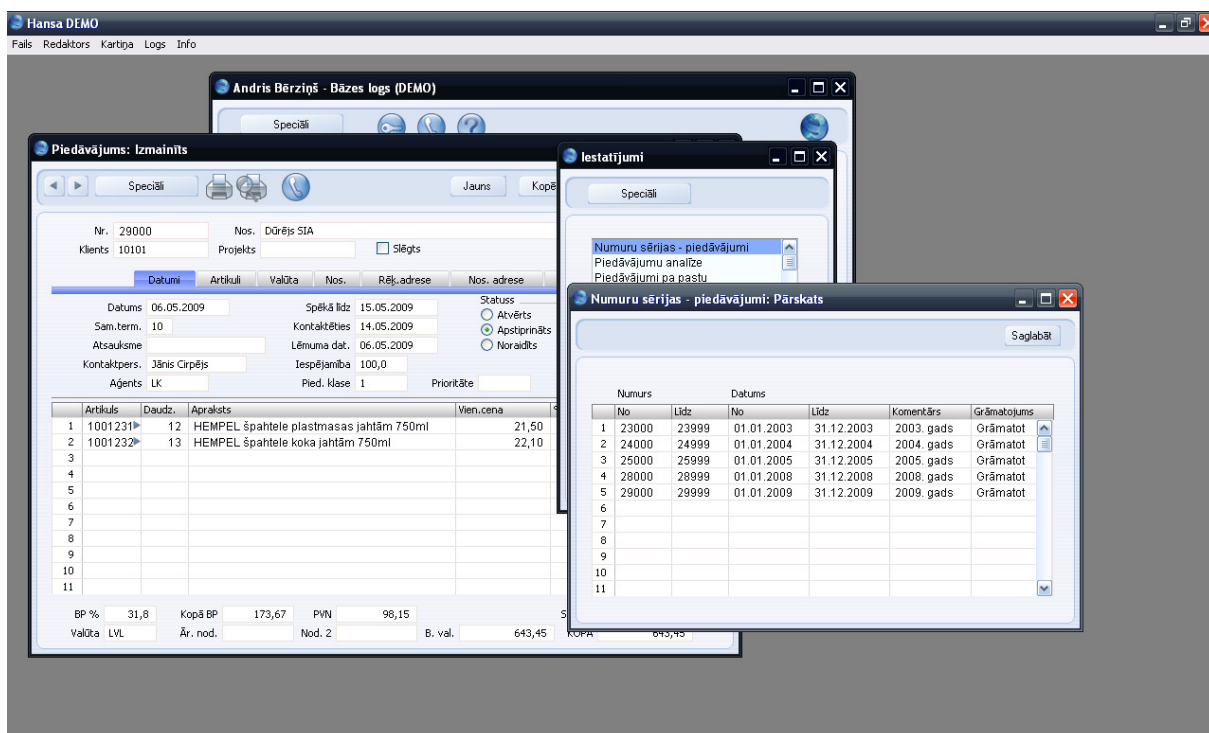 Hansa DEMO
Fails Redaktors Kartiņa Logs Info
Andris Bērziņš - Bāzes logs (DEMO)
Speciāli
Piedāvājums: Izmainīts
Speciāli Jauns
Nr. 29000 Nos. Dūrējs SIA
Klients 10101 Projekts Slēgts
Datumi Artikuli Valūta Nos. Rēķ.adrese Nos. adrese
Datums 06.05.2009 Spēkā līdz 15.05.2009 Statuss
Atvērts
Sam.term. 10 Kontaktēties 14.05.2009 Apstiprināts
Atsauksme Lēmuma dat. 06.05.2009 Noraidīts
Kontaktpers. Jānis Cirpējs Iespējamība 100,0
Aģents LK Pied. klase 1 Prioritāte
Artikuls Daudz. Apraksts Vien.cena
1 1001231 12 HEMPEL špahtele plastmasas jahtām 750ml 21,50
2 1001232 13 HEMPEL špahtele koka jahtām 750ml 22,10
3
4
5
6
7
8
9
10
11
BP % 31,8 Kopā BP 173,67 PVN 98,15
Valūta LVL Ār. nod. Nod. 2 B. val. 643,45 KOPĀ 643,45
Iestatījumi
Speciāli
Numuru sērijas - piedāvājumi
Piedāvājumu analīze
Piedāvājumi pa pastu
Numuru sērijas - piedāvājumi: Pārskats
Saglabāt
Numurs Datums
No Līdz No Līdz Komentārs Grāmatojums
1 23000 23999 01.01.2003 31.12.2003 2003. gads Grāmatot
2 24000 24999 01.01.2004 31.12.2004 2004. gads Grāmatot
3 25000 25999 01.01.2005 31.12.2005 2005. gads Grāmatot
4 28000 28999 01.01.2008 31.12.2008 2008. gads Grāmatot
5 29000 29999 01.01.2009 31.12.2009 2009. gads Grāmatot
6
7
8
9
10
11